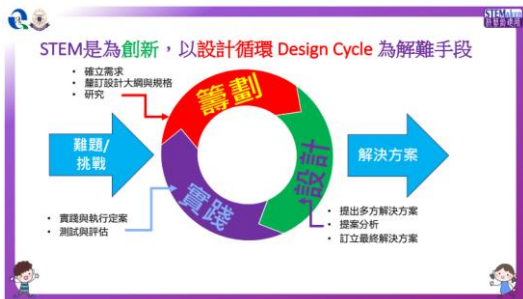 STEM是為創新，以設計循環 Design Cycle 為解難手段
• 確立需求
• 釐訂設計大綱與規格
• 研究
籌劃
難題/
挑戰
設計
解決方案
實踐
• 實踐與執行定案
• 測試與評估
• 提出多方解決方案
• 提案分析
• 訂立最終解決方案